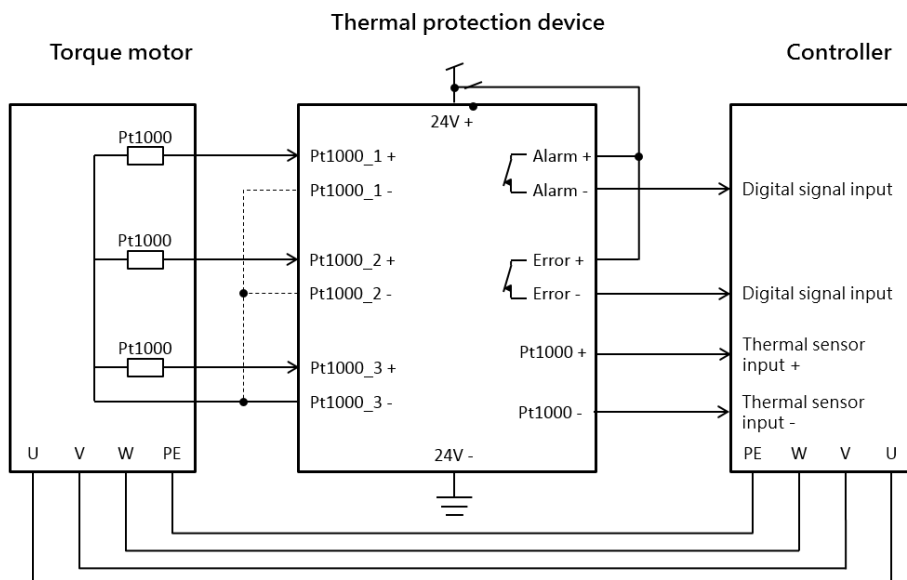 Thermal protection device
Torque motor
Controller
Pt1000
24V +
Pt1000_1 +
Alarm +
Pt1000_1 -
Alarm -
Digital signal input
Pt1000
Pt1000_2 +
Error +
Pt1000_2 -
Error -
Digital signal input
Pt1000
Pt1000 +
Thermal sensor
input +
Pt1000_3 +
Pt1000_3 -
Pt1000 -
Thermal sensor
input -
U V W PE
24V -
PE W V U